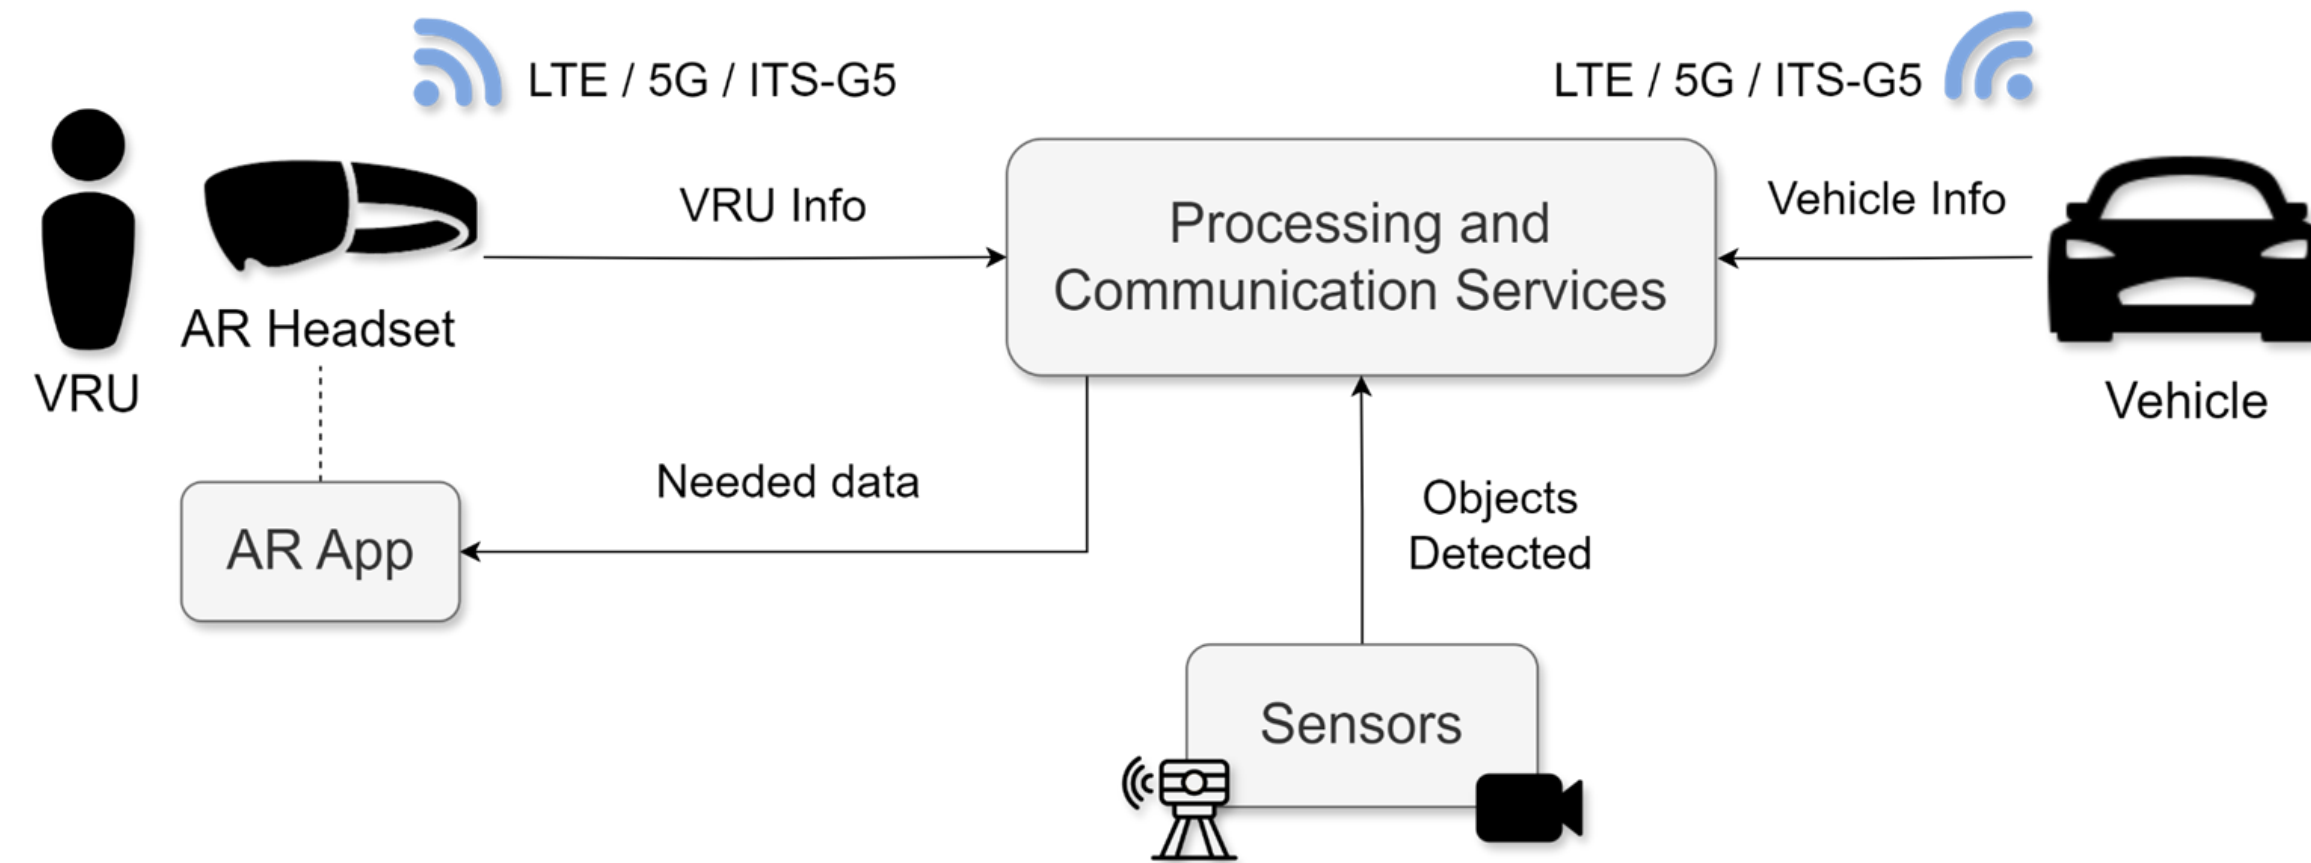 LTE / 5G / ITS-G5
LTE / 5G / ITS-G5
VRU Info
Vehicle Info
Processing and
Communication Services
AR Headset
VRU
Vehicle
Needed data
Objects
Detected
AR App
Sensors